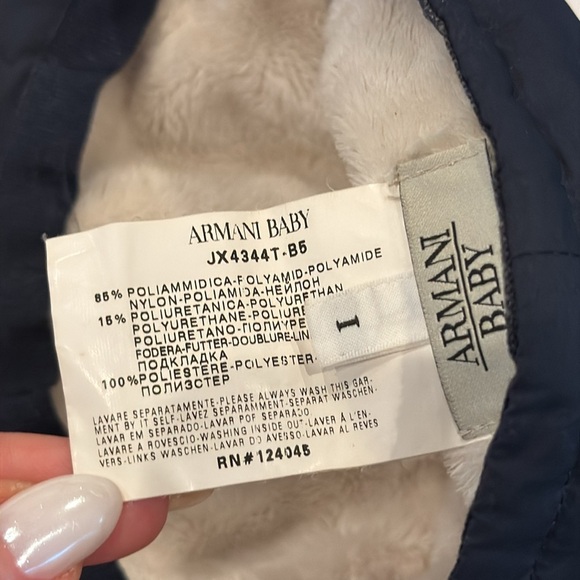 ARMANI BABY
JX4344T-B5
85% POLIAMMIDICA-POLYAMID-POLYAMIDE
NYLON-POLIAMIDA-НЕЙЛОН
15% POLIURETANICA-POLYURETHAN
POLYURETHANE-POLIURE
POLIURETANO-ПОЛИУРЕ
FODERA-FUTTER-DOUBLURE-LIN
ПОДКЛАДКА
100% POLIESTERE-POLYESTER-
ПОЛИЭСТЕР
LAVARE SEPARATAMENTE-PLEASE ALWAYS WASH THIS GAR-
MENT BY IT SELF-LAVEZ SEPARAMMENT-SEPARAT WASCHEN-
LAVAR EM SEPARADO-LAVAR POR SEPARADO
LAVARE A ROVESCIO-WASHING INSIDE OUT-LAVER À L'EN-
VERS-LINKS WASCHEN-LAVAR DO AVESSO-LAVAR AL REVES
RN#124045
1
ARMANI
BABY